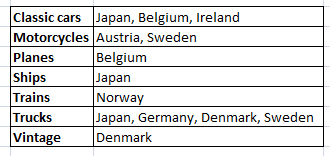 Classic cars Japan, Belgium, Ireland
Motorcycles Austria, Sweden
Planes Belgium
Ships Japan
Trains Norway
Trucks Japan, Germany, Denmark, Sweden
Vintage Denmark